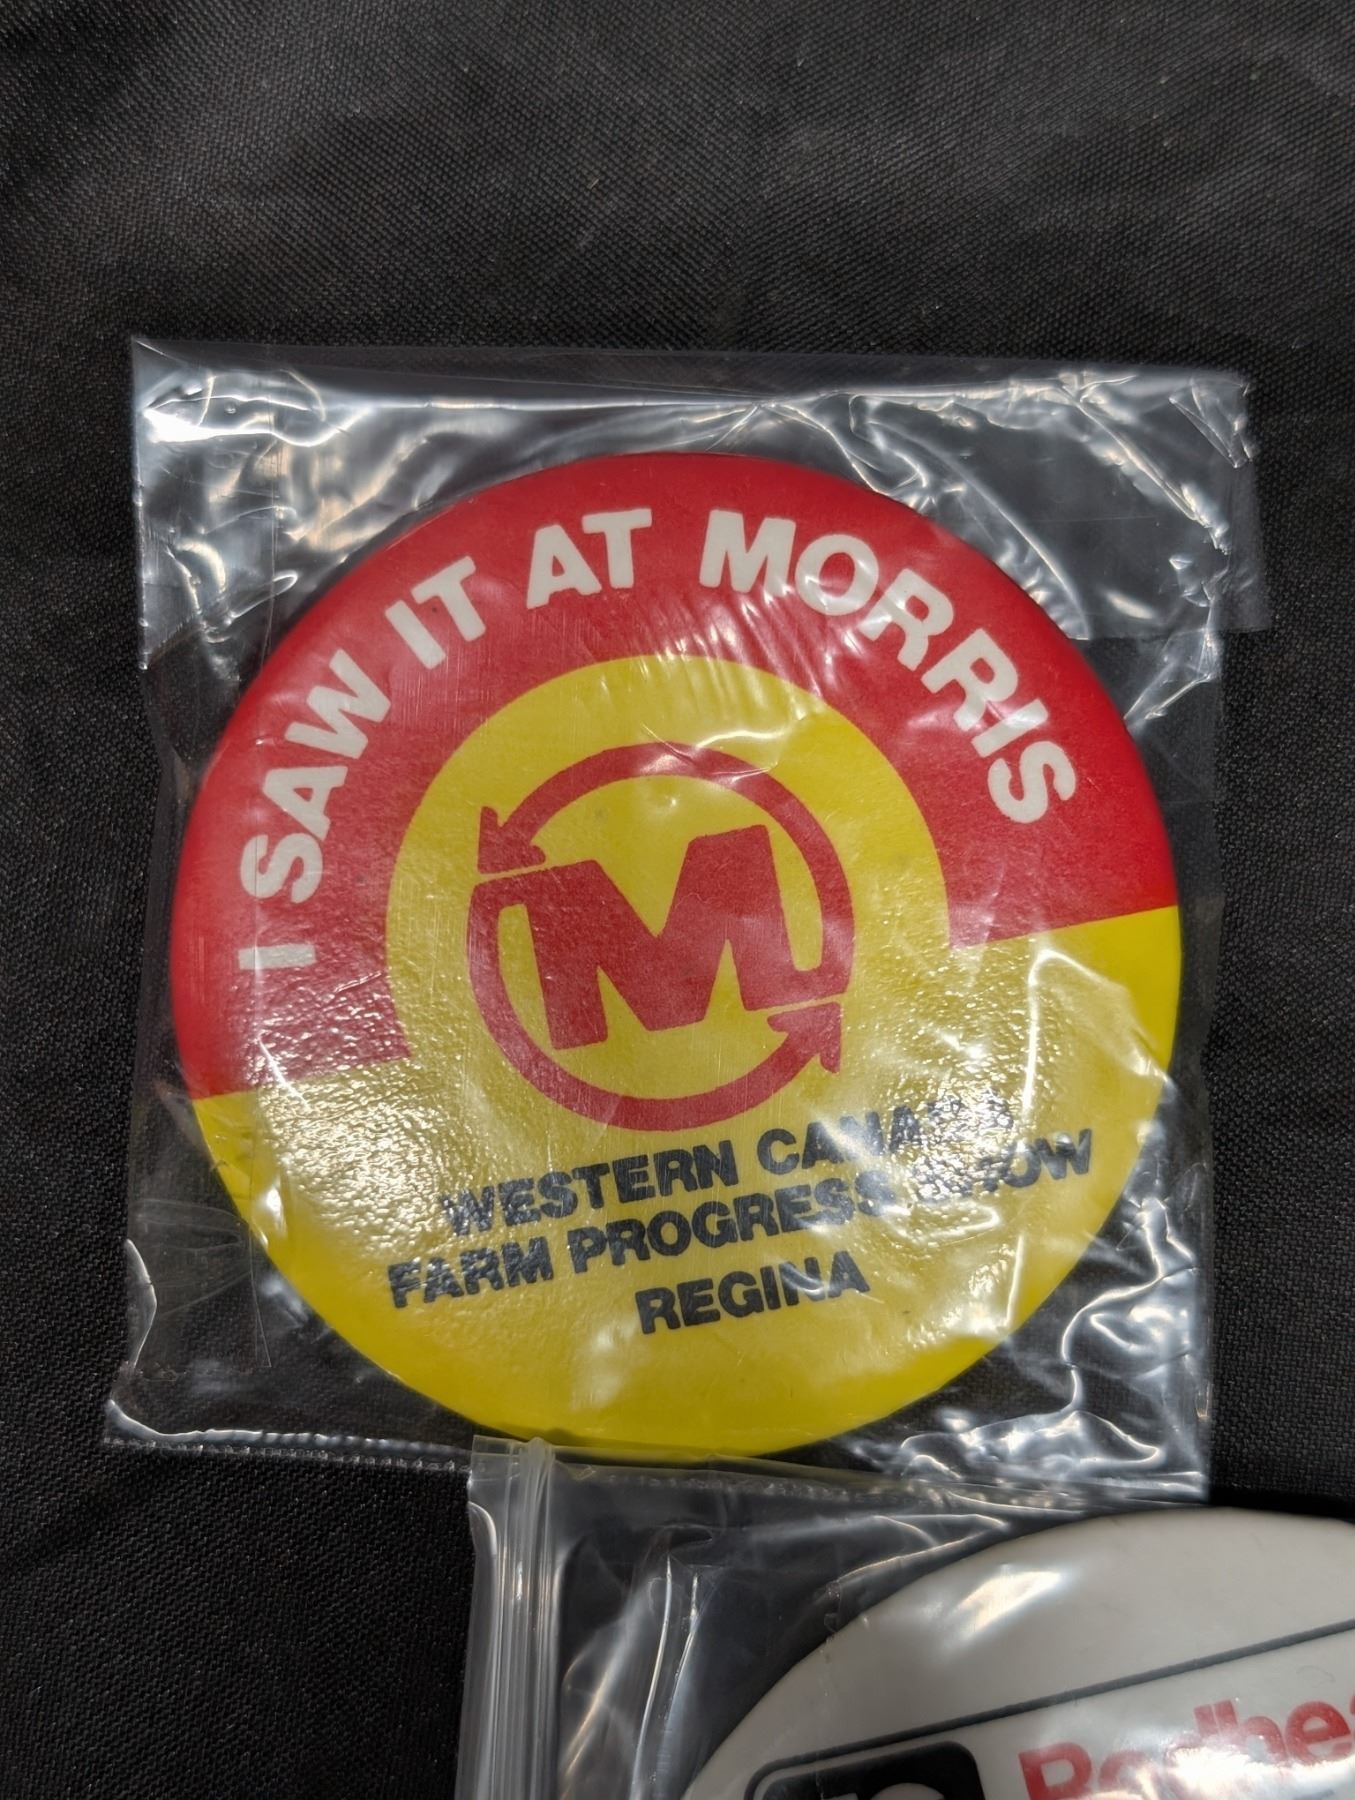 I SAW IT AT MORRIS
M
WESTERN CANADA
FARM PROGRESS SHOW
REGINA